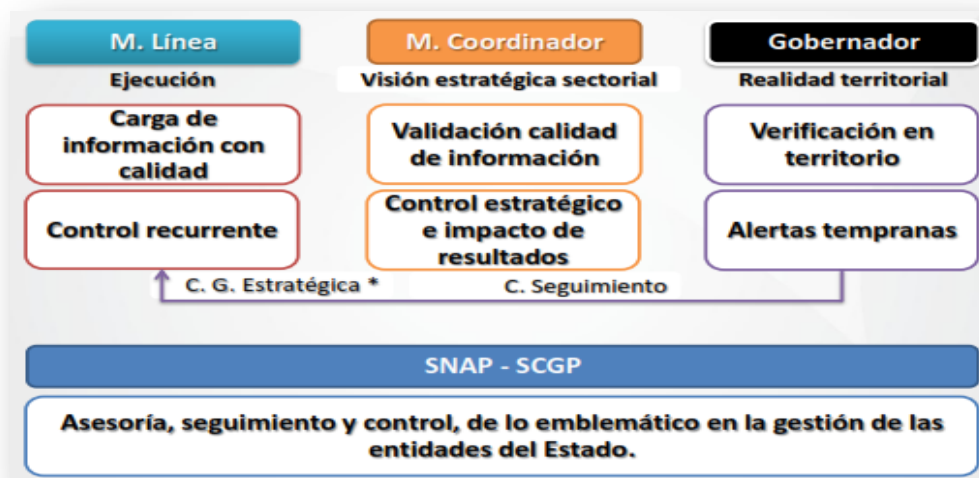 M. Línea
Ejecución
Carga de
información con
calidad
Control recurrente
M. Coordinador
Visión estratégica sectorial
Validación calidad
de información
Control estratégico
e impacto de
resultados
Gobernador
Realidad territorial
Verificación en
territorio
Alertas tempranas
C. G. Estratégica *
C. Seguimiento
SNAP - SCGP
Asesoría, seguimiento y control, de lo emblemático en la gestión de las
entidades del Estado.